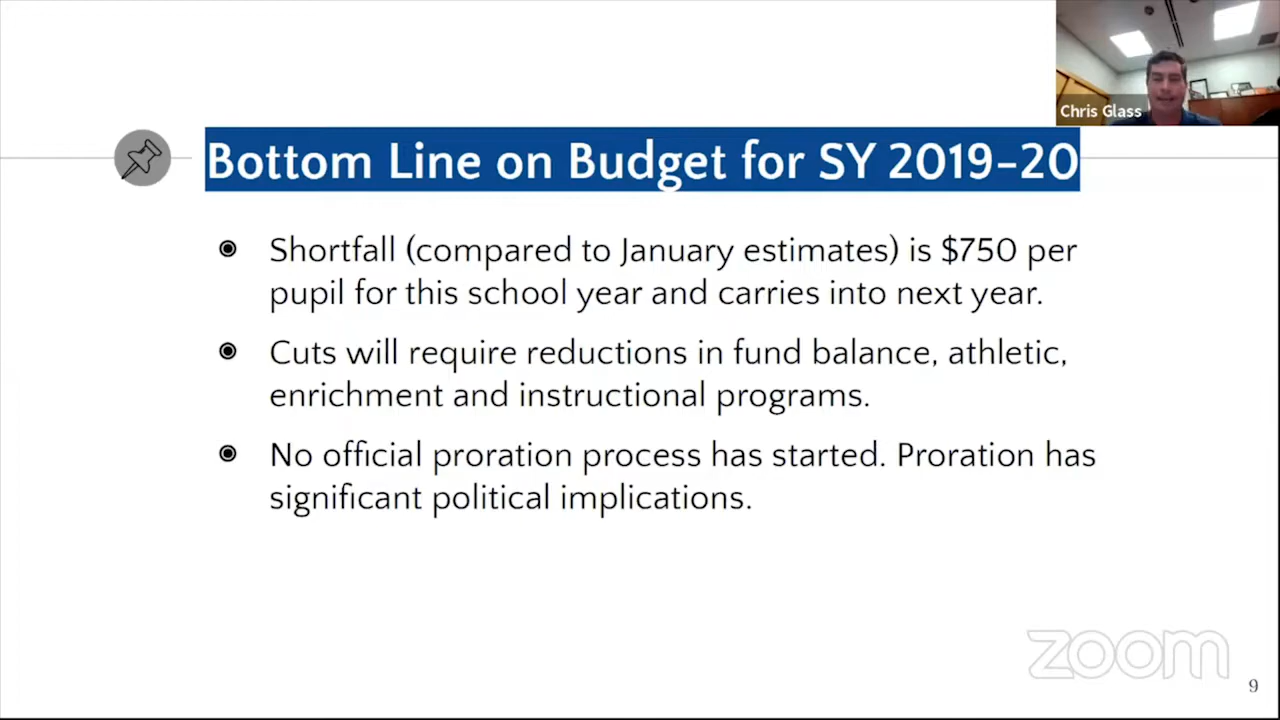 Chris Glass
Bottom Line on Budget for SY 2019-20
Shortfall (compared to January estimates) is $750 per
pupil for this school year and carries into next year.
Cuts will require reductions in fund balance, athletic,
enrichment and instructional programs.
No official proration process has started. Proration has
significant political implications.
zoom
9